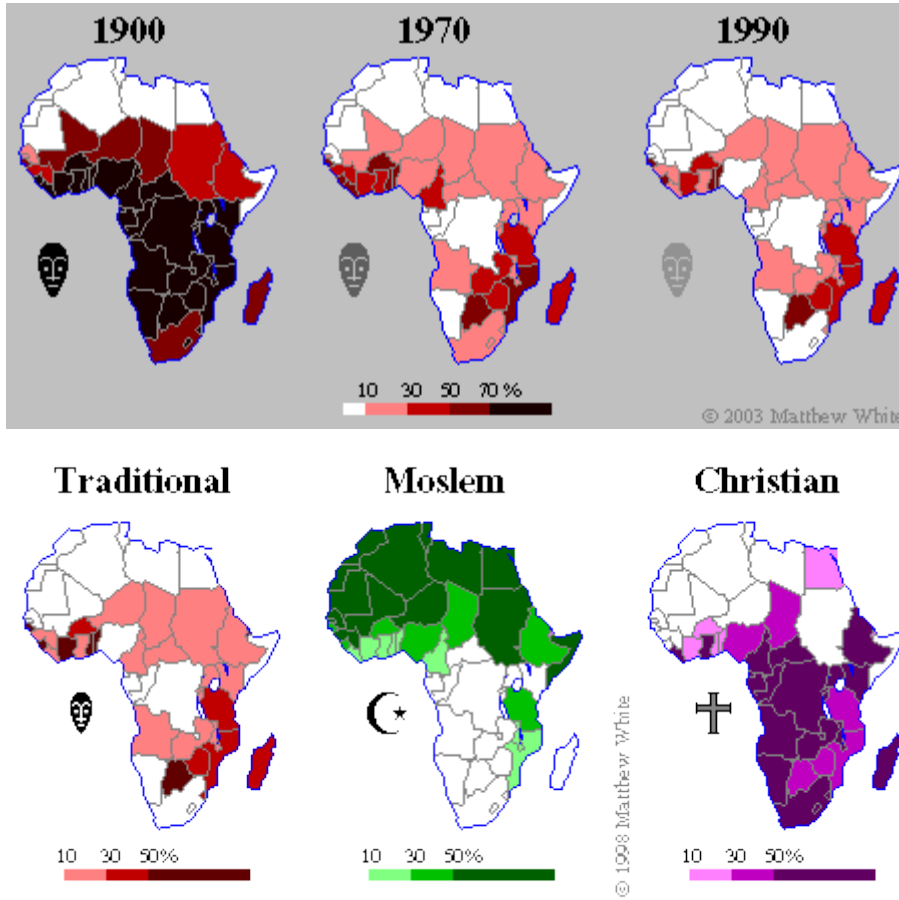 1900 1970 1990
10 30 50 70 %
© 2003 Matthew White
Traditional Moslem Christian
© 1998 Matthew White
10 30 50% 10 30 50% 10 30 50%